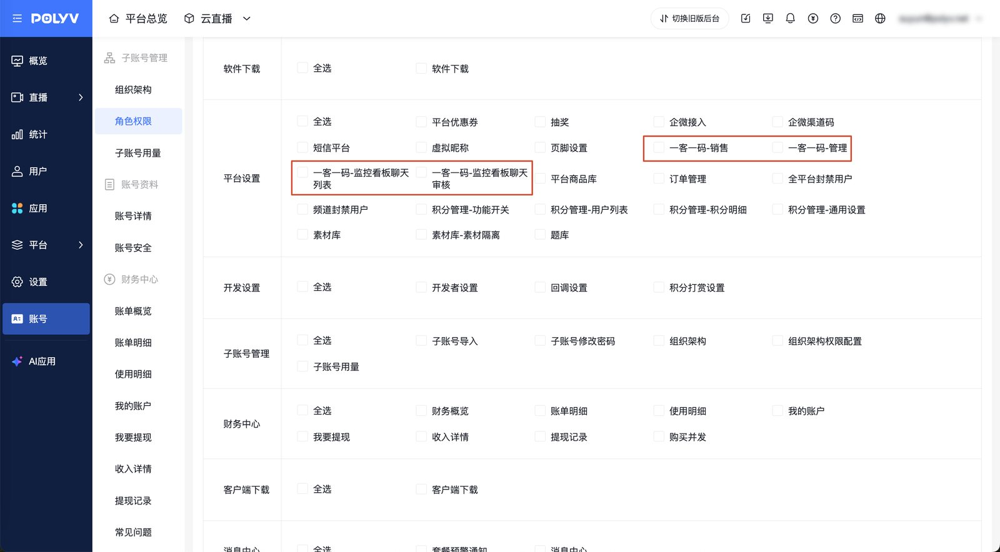 POLYV
平台总览
云直播
切换旧版后台
概览
直播
统计
用户
应用
平台
设置
账号
AI应用
子账号管理
组织架构
角色权限
子账号用量
账号资料
账号详情
账号安全
财务中心
账单概览
账单明细
使用明细
我的账户
我要提现
收入详情
提现记录
常见问题
软件下载
全选
软件下载
平台设置
全选
平台优惠券
抽奖
企微接入
企微渠道码
短信平台
虚拟昵称
页脚设置
一客一码-销售
一客一码-管理
一客一码-监控看板聊天
列表
一客一码-监控看板聊天
审核
平台商品库
订单管理
全平台封禁用户
频道封禁用户
积分管理-功能开关
积分管理-用户列表
积分管理-积分明细
积分管理-通用设置
素材库
素材库-素材隔离
题库
开发设置
全选
开发者设置
回调设置
积分打赏设置
子账号管理
全选
子账号导入
子账号修改密码
组织架构
组织架构权限配置
子账号用量
财务中心
全选
财务概览
账单明细
使用明细
我的账户
我要提现
收入详情
提现记录
购买并发
客户端下载
全选
客户端下载
消息中心
全选
套餐预警通知
消息中心